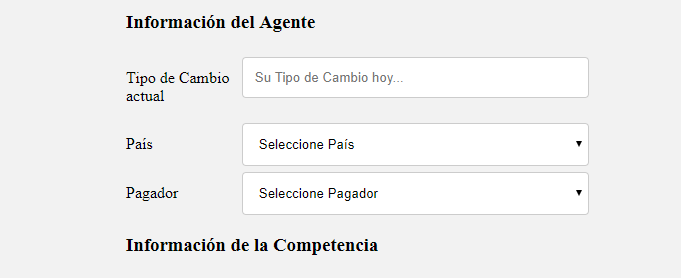 Información del Agente
Tipo de Cambio
actual
Su Tipo de Cambio hoy...
País
Seleccione País
Pagador
Seleccione Pagador
Información de la Competencia